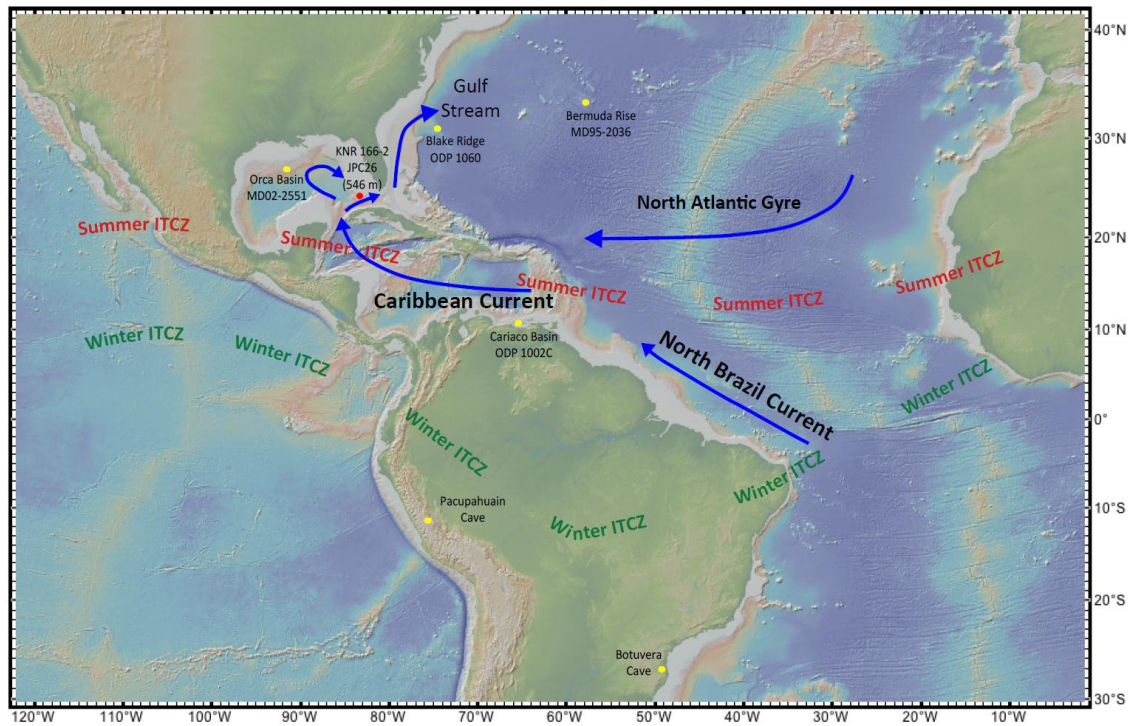 Gulf
Stream
Bermuda Rise
MD95-2036
Blake Ridge
ODP 1060
KNR 166-2
JPC26
(546 m)
Orca Basin
MD02-2551
North Atlantic Gyre
Summer ITCZ
Summer ITCZ
Summer ITCZ
Summer ITCZ
Summer ITCZ
Caribbean Current
Cariaco Basin
ODP 1002C
North Brazil Current
Winter ITCZ
Winter ITCZ
Winter ITCZ
Winter ITCZ
Winter ITCZ
Winter ITCZ
Pacupahuain
Cave
Botuvera
Cave
40°N
30°N
20°N
10°N
0°
10°S
20°S
30°S
120°W 110°W 100°W 90°W 80°W 70°W 60°W 50°W 40°W 30°W 20°W 10°W